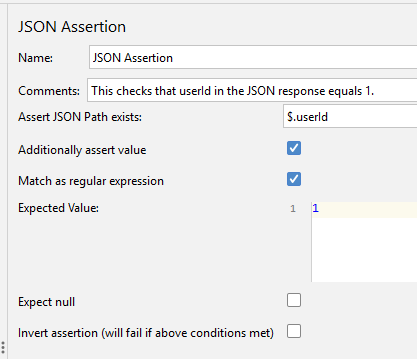 JSON Assertion
Name: JSON Assertion
Comments: This checks that userId in the JSON response equals 1.
Assert JSON Path exists: $.userId
Additionally assert value
Match as regular expression
Expected Value: 1 1
Expect null
Invert assertion (will fail if above conditions met)